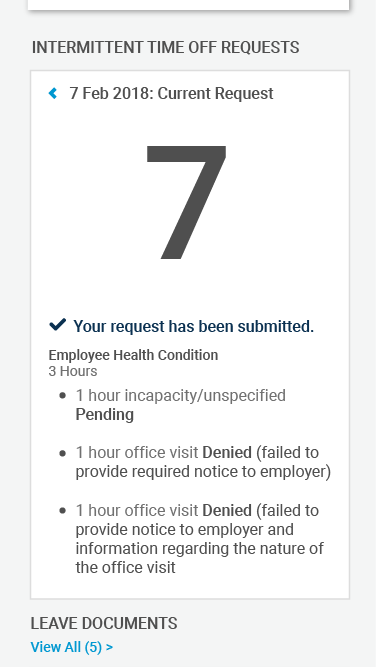 INTERMITTENT TIME OFF REQUESTS
7 Feb 2018: Current Request
7
Your request has been submitted.
Employee Health Condition
3 Hours
• 1 hour incapacity/unspecified
Pending
• 1 hour office visit Denied (failed to
provide required notice to employer)
• 1 hour office visit Denied (failed to
provide notice to employer and
information regarding the nature of
the office visit
LEAVE DOCUMENTS
View All (5) >